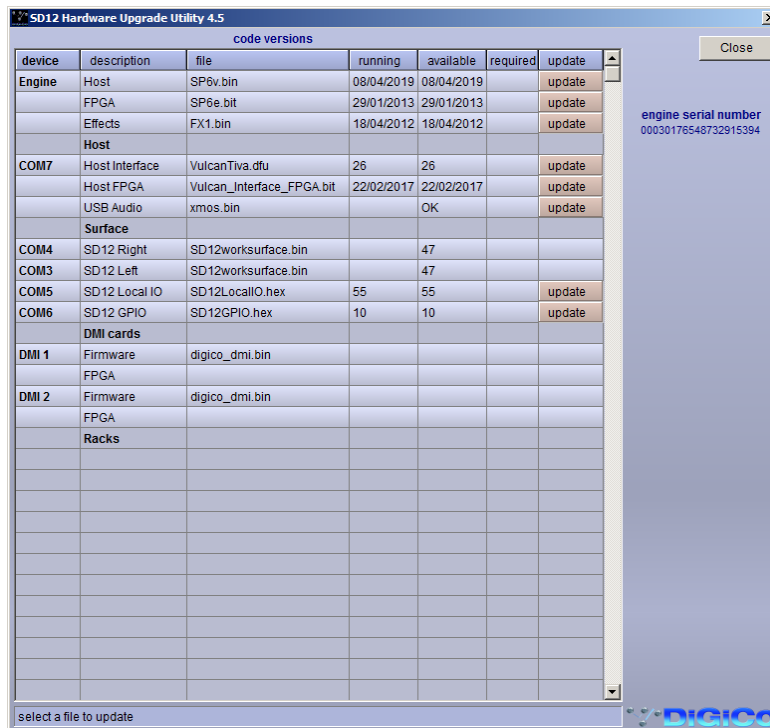 SD12 Hardware Upgrade Utility 4.5
code versions
Close
device description file running available required update
Engine Host SP6v.bin 08/04/2019 08/04/2019 update
FPGA SP6e.bit 29/01/2013 29/01/2013 update
Effects FX1.bin 18/04/2012 18/04/2012 update
engine serial number
00030176548732915394
Host
COM7 Host Interface VulcanTiva.dfu 26 26 update
Host FPGA Vulcan_Interface_FPGA.bit 22/02/2017 22/02/2017 update
USB Audio xmos.bin OK update
Surface
COM4 SD12 Right SD12worksurface.bin 47
COM3 SD12 Left SD12worksurface.bin 47
COM5 SD12 Local IO SD12LocalIO.hex 55 55 update
COM6 SD12 GPIO SD12GPIO.hex 10 10 update
DMI cards
DMI 1 Firmware digico_dmi.bin
FPGA
DMI 2 Firmware digico_dmi.bin
FPGA
Racks
select a file to update
DiGiCo